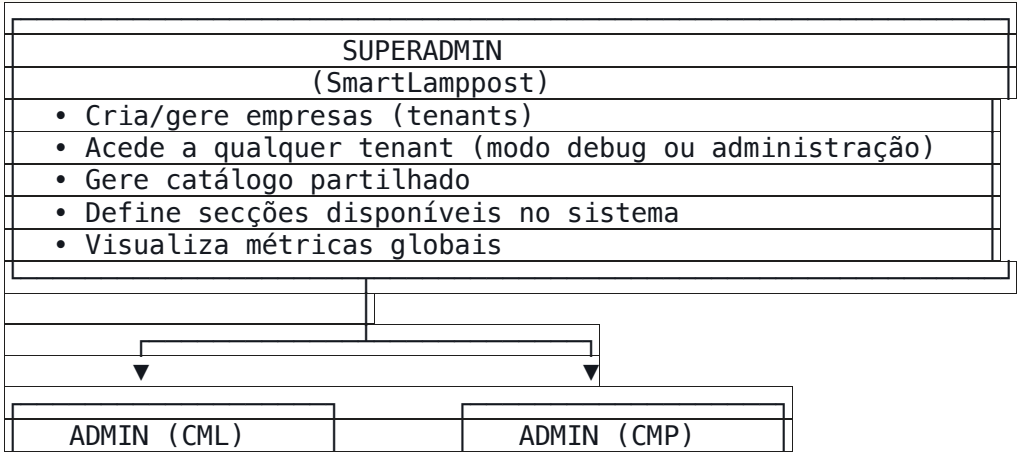 SUPERADMIN
(SmartLamppost)
• Cria/gere empresas (tenants)
• Acede a qualquer tenant (modo debug ou administração)
• Gere catálogo partilhado
• Define secções disponíveis no sistema
• Visualiza métricas globais
ADMIN (CML) ADMIN (CMP)